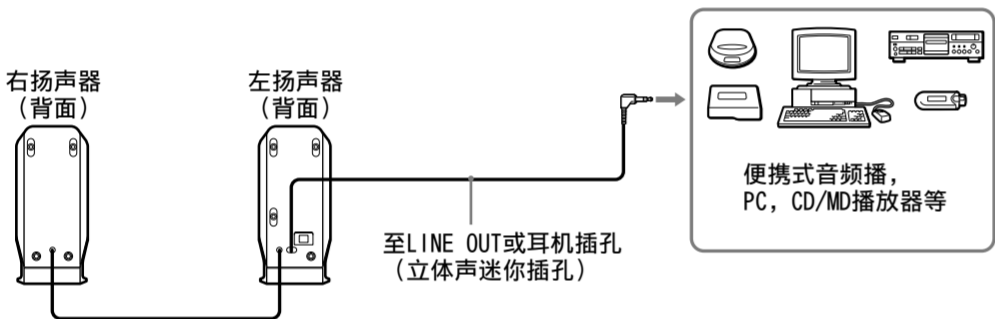 右扬声器
（背面）
左扬声器
（背面）
至LINE OUT或耳机插孔
（立体声迷你插孔）
便携式音频播，
PC，CD/MD播放器等